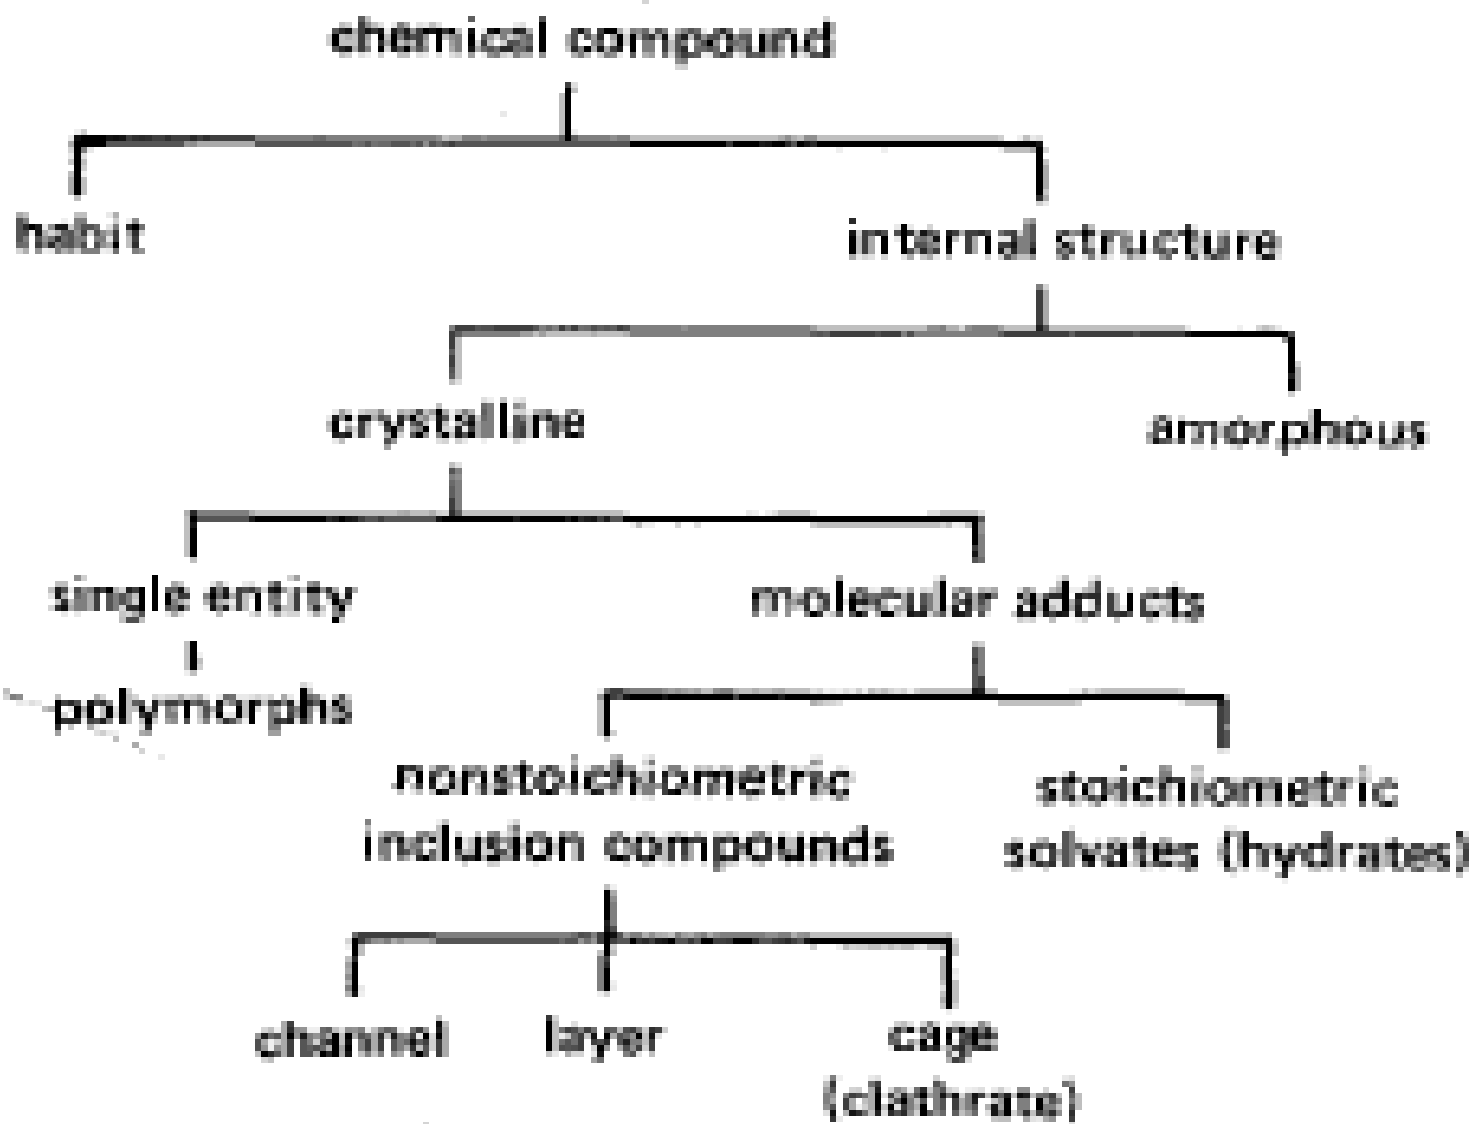 chemical compound
habit
internal structure
crystalline
amorphous
single entity
molecular adducts
polymorphs
nonstoichiometric
inclusion compounds
stoichiometric
solvates (hydrates)
channel
layer
cage
(clathrate)